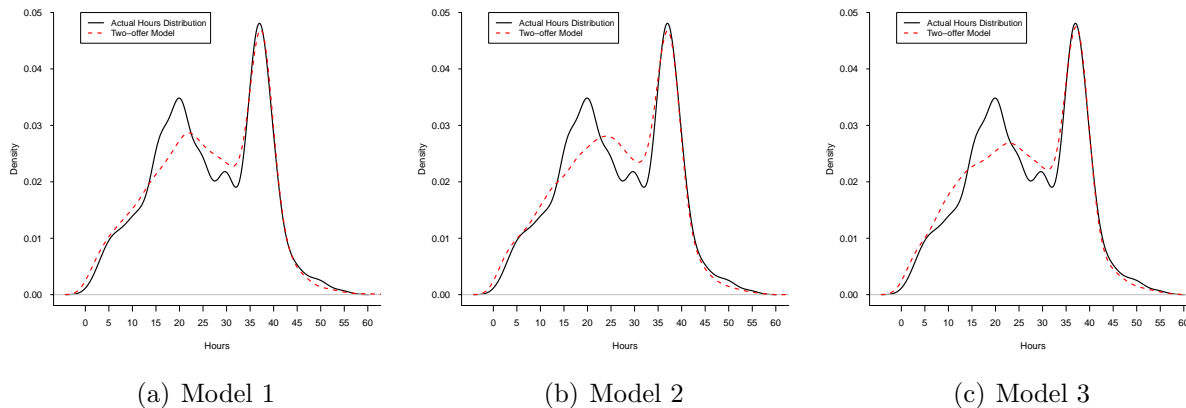 Actual Hours Distribution
Two−offer Model
0.05
0.04
0.03
0.02
0.01
0.00
Density
0 5 10 15 20 25 30 35 40 45 50 60
Hours
(a) Model 1
Actual Hours Distribution
Two−offer Model
0.05
0.04
0.03
0.02
0.01
0.00
Density
0 5 10 15 20 25 30 35 40 45 50 60
Hours
(b) Model 2
Actual Hours Distribution
Two−offer Model
0.05
0.04
0.03
0.02
0.01
0.00
Density
0 5 10 15 20 25 30 35 40 45 50 60
Hours
(c) Model 3